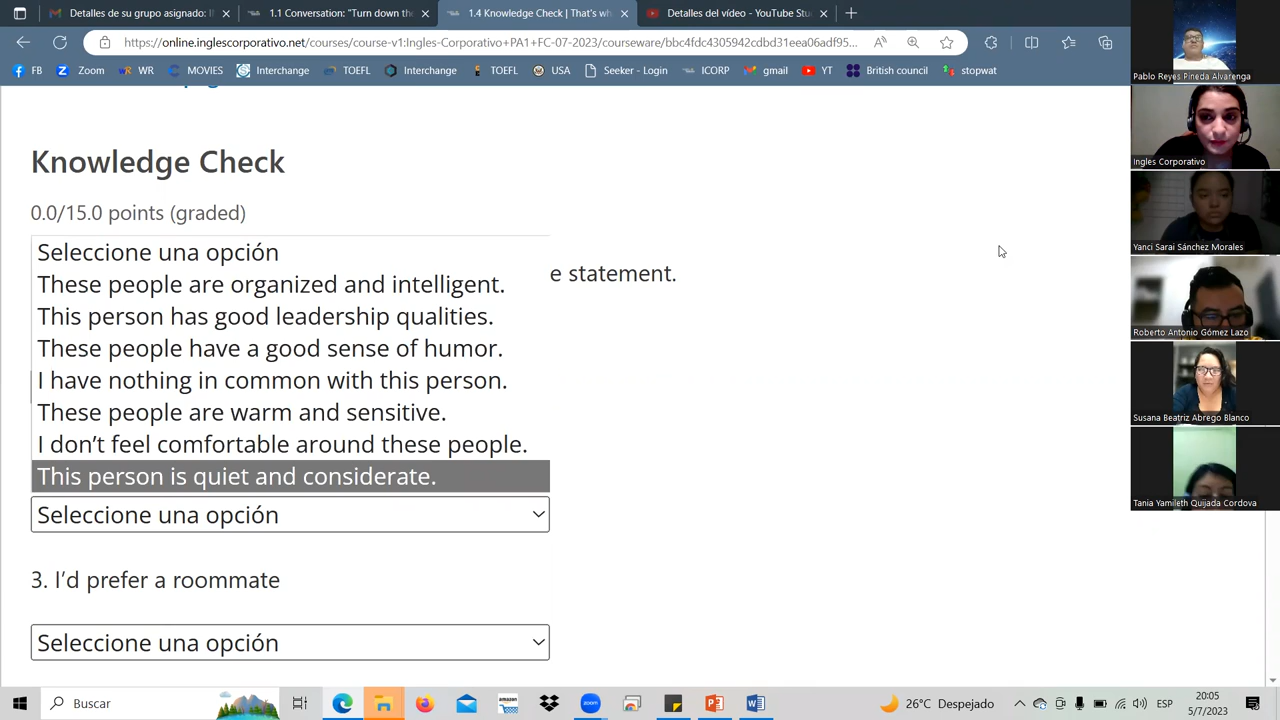 Detalles de su grupo asignado: I
1.1 Conversation: "Turn down the
1.4 Knowledge Check | That's wh
Detalles del vídeo - YouTube Stu
https://online.inglescorporativo.net/courses/course-v1:Ingles-Corporativo+PA1+FC-07-2023/courseware/bbc4fdc4305942cdbd31eea06adf95...
FB
Zoom
WR
MOVIES
Interchange
TOEFL
Interchange
TOEFL
USA
Seeker - Login
ICORP
gmail
YT
British council
stopwat
Pablo Reyes Pineda Alvarenga
Ingles Corporativo
Yanci Sarai Sánchez Morales
Roberto Antonio Gómez Lazo
Susana Beatriz Abrego Blanco
Tania Yamileth Quijada Cordova
Knowledge Check
0.0/15.0 points (graded)
Seleccione una opción
e statement.
These people are organized and intelligent.
This person has good leadership qualities.
These people have a good sense of humor.
I have nothing in common with this person.
These people are warm and sensitive.
I don't feel comfortable around these people.
This person is quiet and considerate.
Seleccione una opción
3. I'd prefer a roommate
Seleccione una opción
Buscar
amazon
zoom
26°C Despejado
ESP
20:05
5/7/2023